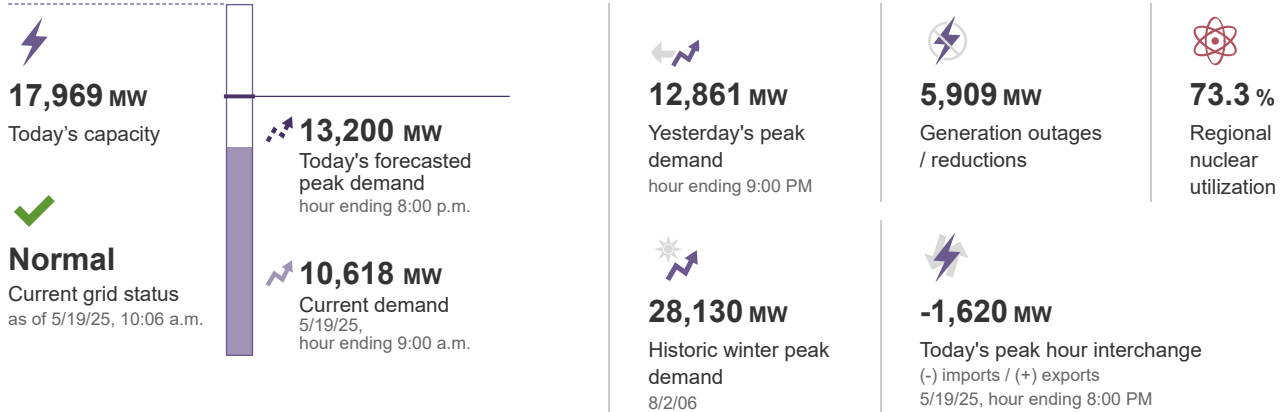 17,969 MW
Today's capacity
Normal
Current grid status
as of 5/19/25, 10:06 a.m.
13,200 MW
Today's forecasted
peak demand
hour ending 8:00 p.m.
10,618 MW
Current demand
5/19/25,
hour ending 9:00 a.m.
12,861 MW
Yesterday's peak
demand
hour ending 9:00 PM
5,909 MW
Generation outages
/ reductions
73.3 %
Regional
nuclear
utilization
28,130 MW
Historic winter peak
demand
8/2/06
-1,620 MW
Today's peak hour interchange
(-) imports / (+) exports
5/19/25, hour ending 8:00 PM